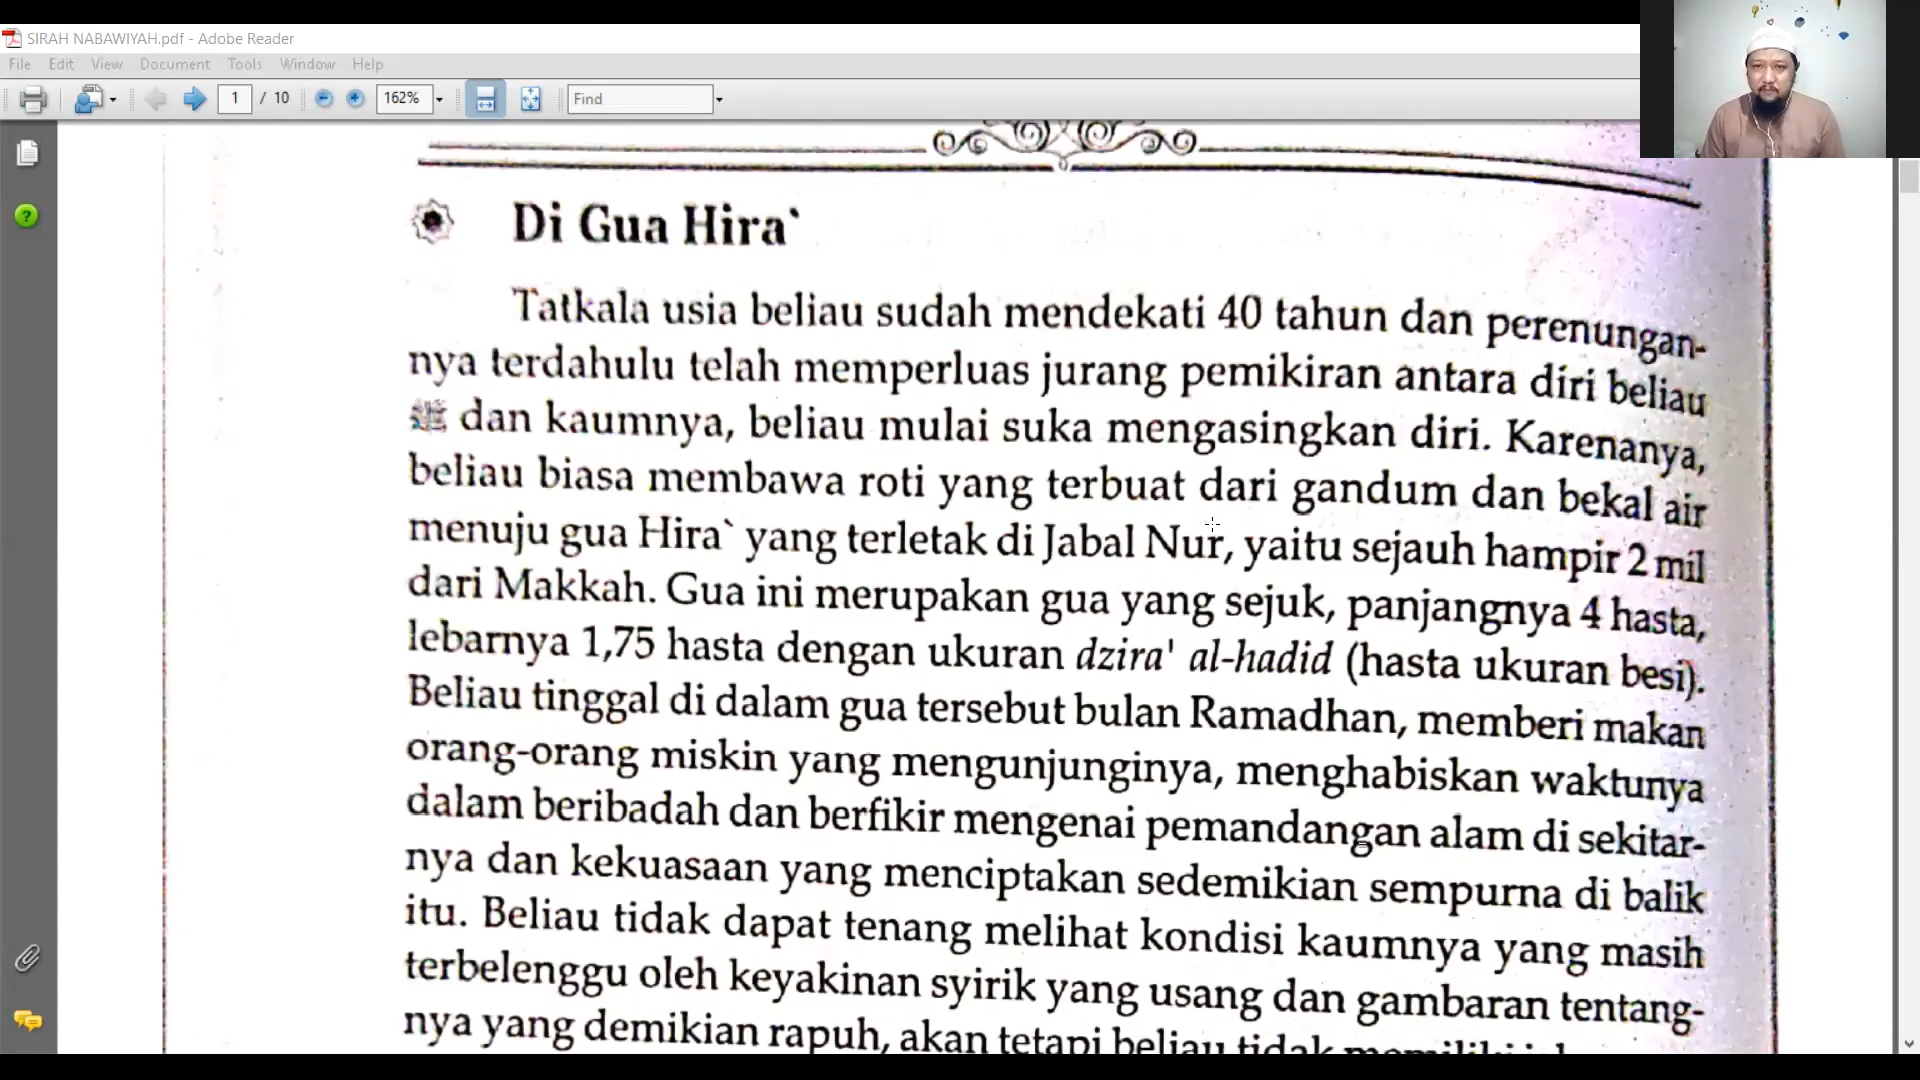 SIRAH NABAWIYAH.pdf - Adobe Reader
File Edit View Document Tools Window Help
1 / 10 162% Find
Di Gua Hira`
Tatkala usia beliau sudah mendekati 40 tahun dan perenungan-
nya terdahulu telah memperluas jurang pemikiran antara diri beliau
ﷺ dan kaumnya, beliau mulai suka mengasingkan diri. Karenanya,
beliau biasa membawa roti yang terbuat dari gandum dan bekal air
menuju gua Hira` yang terletak di Jabal Nur, yaitu sejauh hampir 2 mil
dari Makkah. Gua ini merupakan gua yang sejuk, panjangnya 4 hasta,
lebarnya 1,75 hasta dengan ukuran dzira' al-hadid (hasta ukuran besi).
Beliau tinggal di dalam gua tersebut bulan Ramadhan, memberi makan
orang-orang miskin yang mengunjunginya, menghabiskan waktunya
dalam beribadah dan berfikir mengenai pemandangan alam di sekitar-
nya dan kekuasaan yang menciptakan sedemikian sempurna di balik
itu. Beliau tidak dapat tenang melihat kondisi kaumnya yang masih
terbelenggu oleh keyakinan syirik yang usang dan gambaran tentang-
nya yang demikian rapuh, akan tetapi beliau tidak